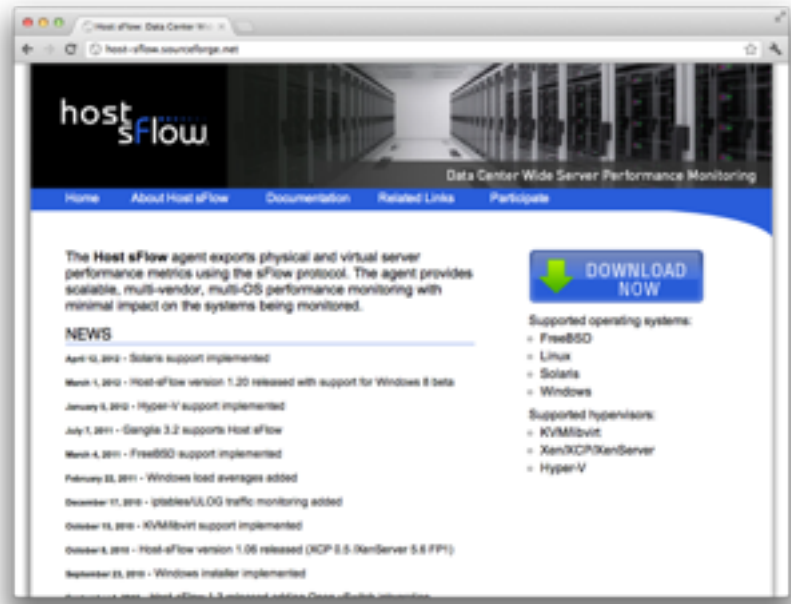 Host sFlow: Data Center Wi
host-sflow.sourceforge.net
host
sFlow
Data Center Wide Server Performance Monitoring
Home About Host sFlow Documentation Related Links Participate
The Host sFlow agent exports physical and virtual server
performance metrics using the sFlow protocol. The agent provides
scalable, multi-vendor, multi-OS performance monitoring with
minimal impact on the systems being monitored.
NEWS
April 12, 2012 - Solaris support implemented
March 1, 2012 - Host-sFlow version 1.20 released with support for Windows 8 beta
January 5, 2012 - Hyper-V support implemented
July 7, 2011 - Ganglia 3.2 supports Host sFlow
March 4, 2011 - FreeBSD support implemented
February 22, 2011 - Windows load averages added
December 17, 2010 - iptables/ULOG traffic monitoring added
October 13, 2010 - KVM/libvirt support implemented
October 8, 2010 - Host-sFlow version 1.06 released (XCP 0.5 /XenServer 5.6 FP1)
September 23, 2010 - Windows installer implemented
DOWNLOAD
NOW
Supported operating systems:
FreeBSD
Linux
Solaris
Windows
Supported hypervisors:
KVM/libvirt
Xen/XCP/XenServer
Hyper-V